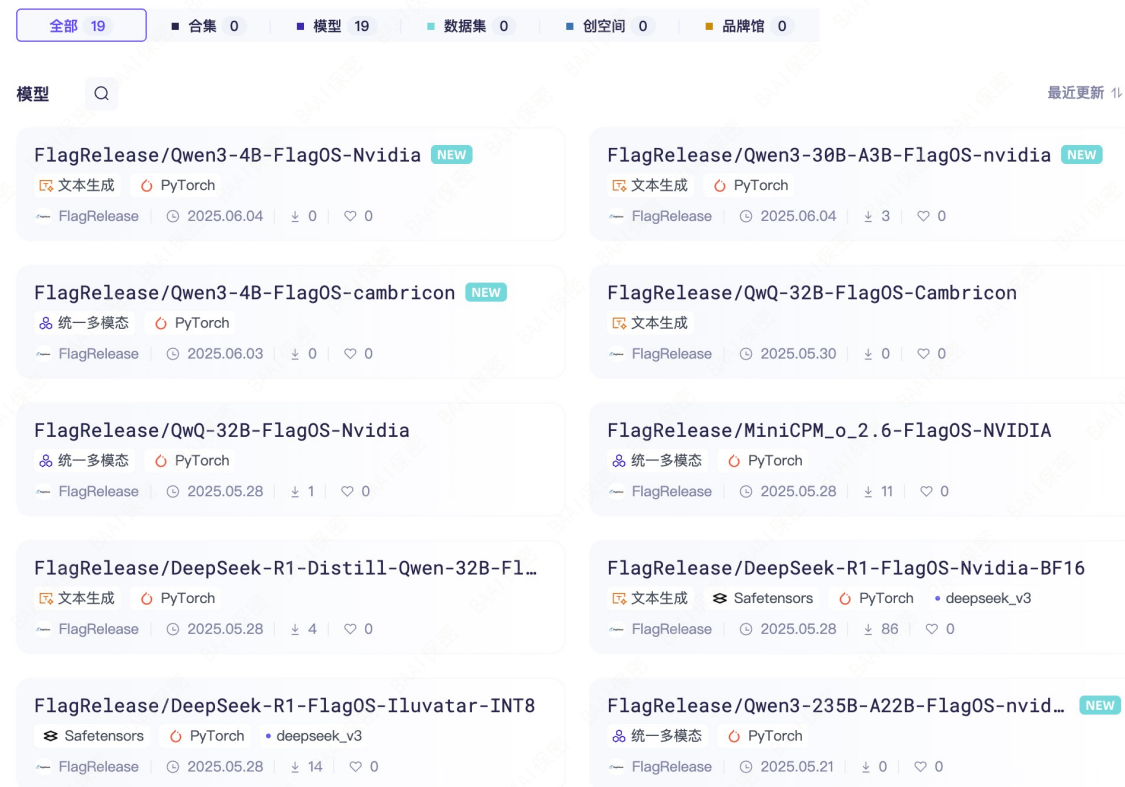 全部 19 合集 0 模型 19 数据集 0 创空间 0 品牌馆 0
模型 最近更新
FlagRelease/Qwen3-4B-FlagOS-Nvidia NEW
文本生成 PyTorch
FlagRelease 2025.06.04 0 0
FlagRelease/Qwen3-30B-A3B-FlagOS-nvidia NEW
文本生成 PyTorch
FlagRelease 2025.06.04 3 0
FlagRelease/Qwen3-4B-FlagOS-cambricon NEW
统一多模态 PyTorch
FlagRelease 2025.06.03 0 0
FlagRelease/QwQ-32B-FlagOS-Cambricon
文本生成
FlagRelease 2025.05.30 0 0
FlagRelease/QwQ-32B-FlagOS-Nvidia
统一多模态 PyTorch
FlagRelease 2025.05.28 1 0
FlagRelease/MiniCPM_o_2.6-FlagOS-NVIDIA
统一多模态 PyTorch
FlagRelease 2025.05.28 11 0
FlagRelease/DeepSeek-R1-Distill-Qwen-32B-Fl…
文本生成 PyTorch
FlagRelease 2025.05.28 4 0
FlagRelease/DeepSeek-R1-FlagOS-Nvidia-BF16
文本生成 Safetensors PyTorch deepseek_v3
FlagRelease 2025.05.28 86 0
FlagRelease/DeepSeek-R1-FlagOS-Iluvatar-INT8
Safetensors PyTorch deepseek_v3
FlagRelease 2025.05.28 14 0
FlagRelease/Qwen3-235B-A22B-FlagOS-nvid… NEW
统一多模态 PyTorch
FlagRelease 2025.05.21 0 0